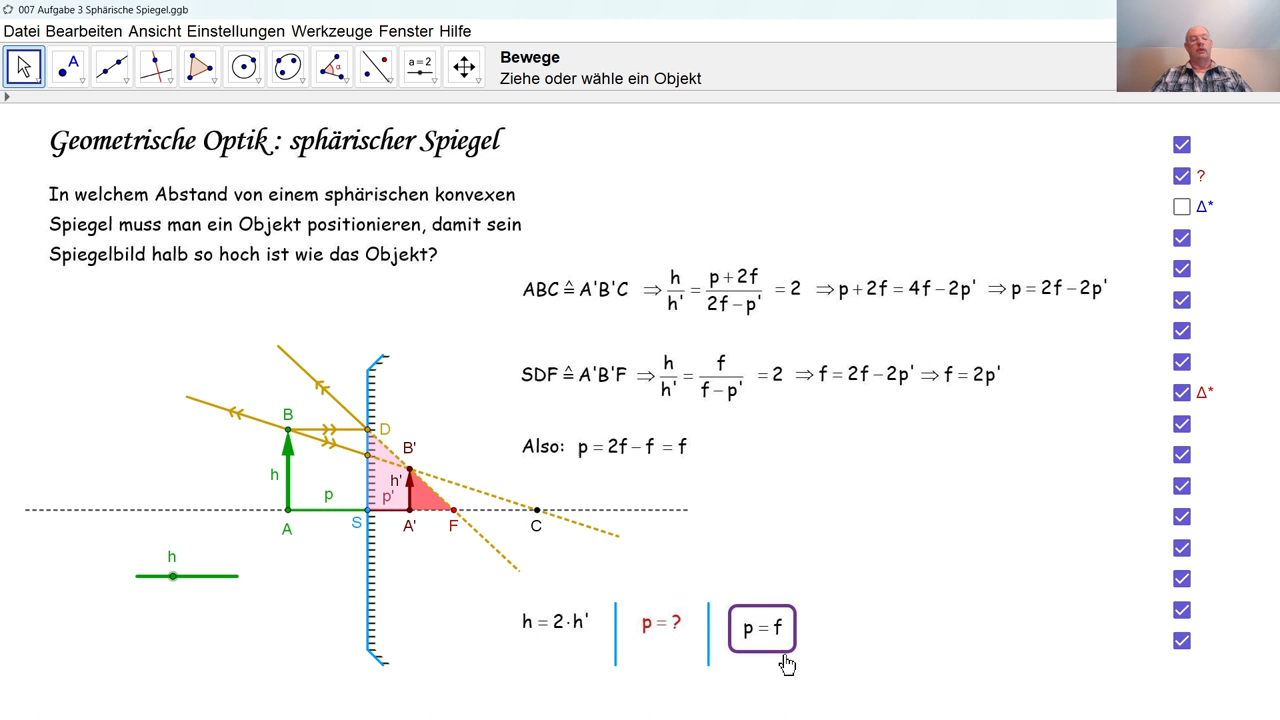 007 Aufgabe 3 Sphärische Spiegel.ggb
Datei Bearbeiten Ansicht Einstellungen Werkzeuge Fenster Hilfe
A
α
a=2
Bewege
Ziehe oder wähle ein Objekt
Geometrische Optik : sphärischer Spiegel
In welchem Abstand von einem sphärischen konvexen
Spiegel muss man ein Objekt positionieren, damit sein
Spiegelbild halb so hoch ist wie das Objekt?
?
Δ*
ABC ≙ A'B'C ⇒ h/h' = (p+2f)/(2f−p') = 2 ⇒ p+2f = 4f−2p' ⇒ p = 2f−2p'
SDF ≙ A'B'F ⇒ h/h' = f/(f−p') = 2 ⇒ f = 2f−2p' ⇒ f = 2p'
Δ*
Also: p = 2f−f = f
B
D
B'
h
h'
p
p'
A
S
A'
F
C
h
h = 2·h'
p = ?
p = f